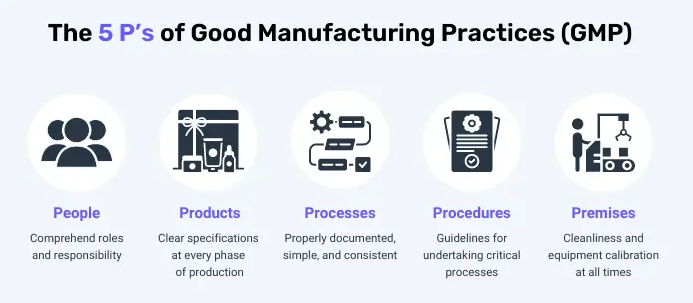 The 5 P's of Good Manufacturing Practices (GMP)
People
Comprehend roles
and responsibility
Products
Clear specifications
at every phase
of production
Processes
Properly documented,
simple, and consistent
Procedures
Guidelines for
undertaking critical
processes
Premises
Cleanliness and
equipment calibration
at all times